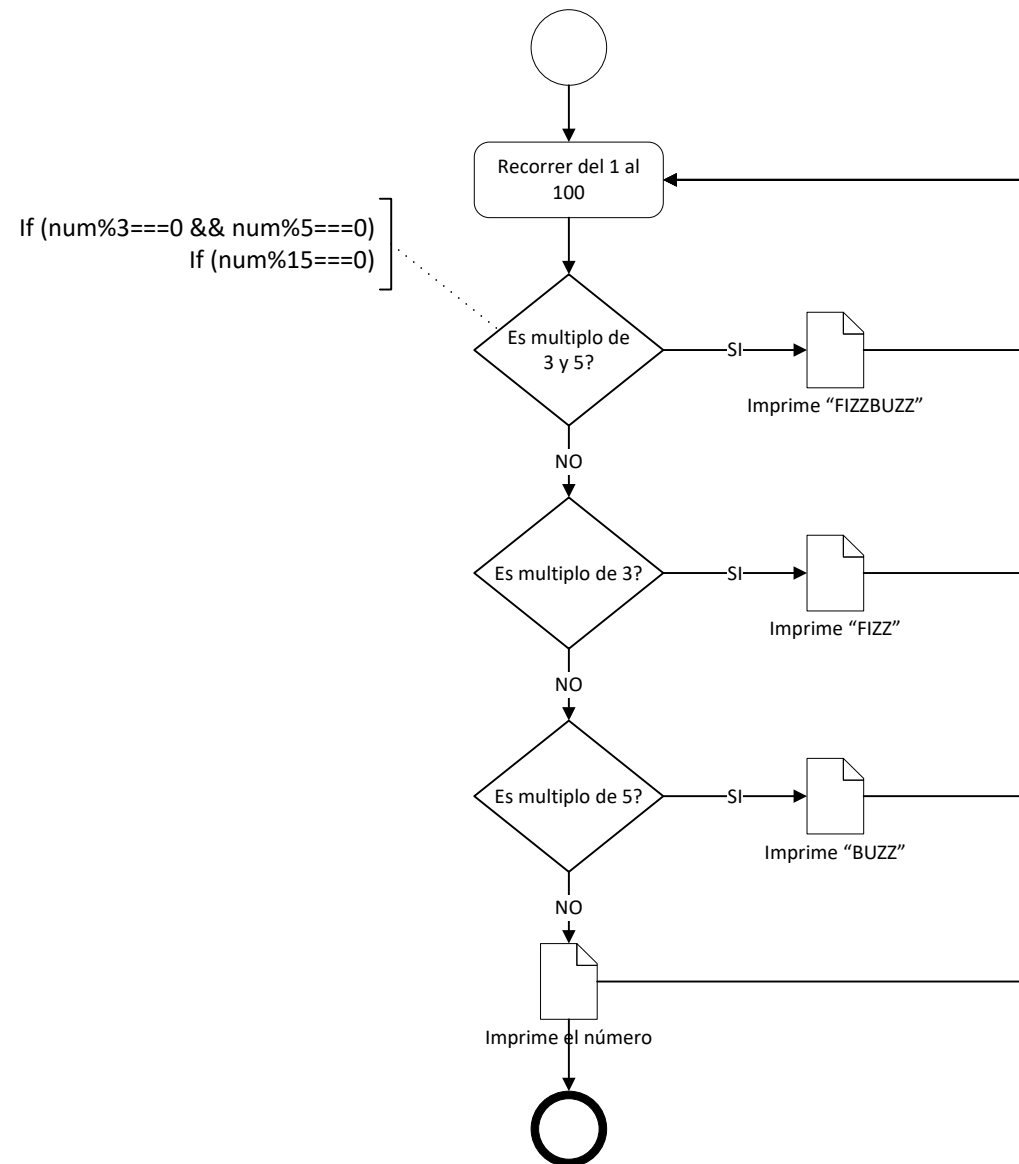 Recorrer del 1 al
100
If (num%3===0 && num%5===0)
If (num%15===0)
Es multiplo de
3 y 5?
SI
Imprime “FIZZBUZZ”
NO
Es multiplo de 3?
SI
Imprime “FIZZ”
NO
Es multiplo de 5?
SI
Imprime “BUZZ”
NO
Imprime el número